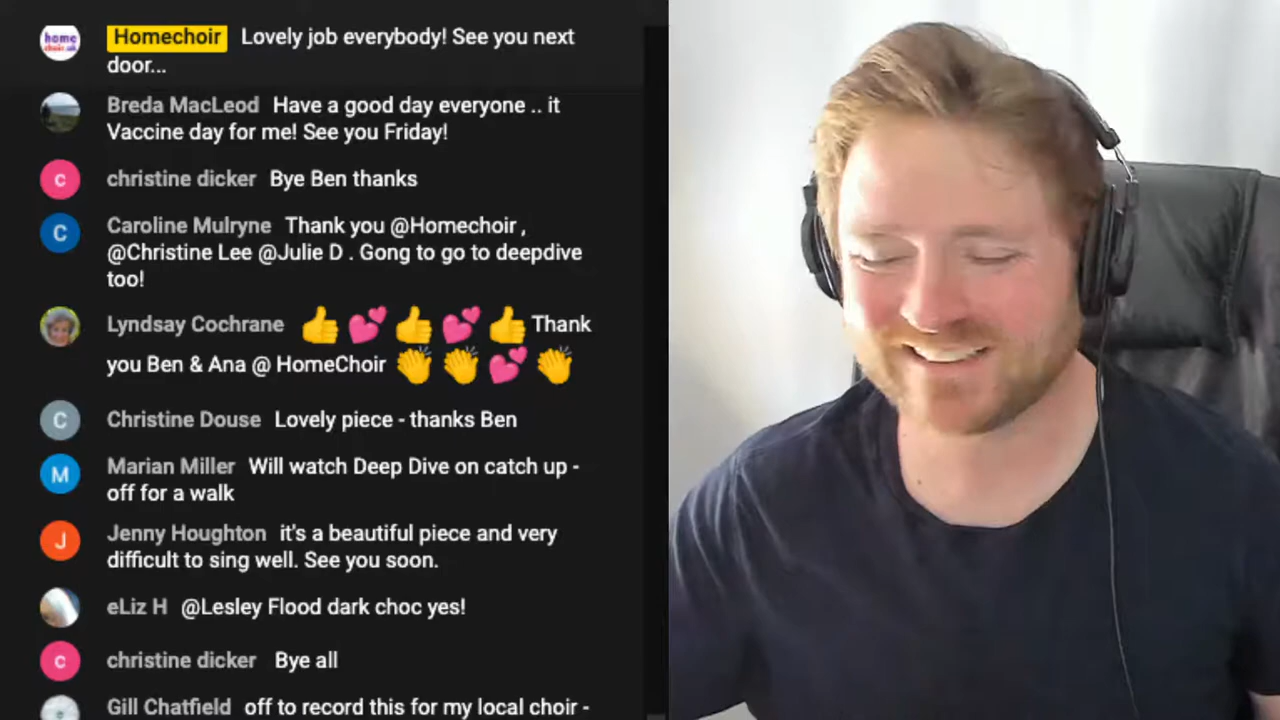 home
choir.uk
Homechoir Lovely job everybody! See you next
door...
Breda MacLeod Have a good day everyone .. it
Vaccine day for me! See you Friday!
c
christine dicker Bye Ben thanks
C
Caroline Mulryne Thank you @Homechoir ,
@Christine Lee @Julie D . Gong to go to deepdive
too!
Lyndsay Cochrane 👍 💕 👍 💕 👍 Thank
you Ben & Ana @ HomeChoir 👏 👏 💕 👏
C
Christine Douse Lovely piece - thanks Ben
M
Marian Miller Will watch Deep Dive on catch up -
off for a walk
J
Jenny Houghton it's a beautiful piece and very
difficult to sing well. See you soon.
eLiz H @Lesley Flood dark choc yes!
c
christine dicker Bye all
Gill Chatfield off to record this for my local choir -